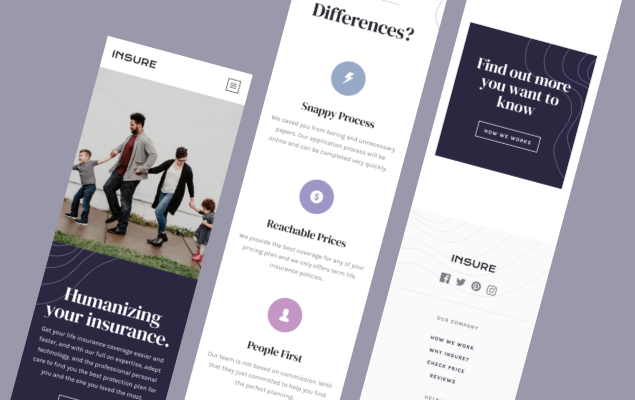 INSURE
Humanizing
your insurance.
Get your life insurance coverage easier and
faster, and with our full on expertise, adept
technology, and the professional personal
care to find you the best protection plan for
you and the one you loved the most.
Differences?
Snappy Process
We saved you from boring and unnecessary
papers. Our application process will be
online and can be completed very quickly.
Reachable Prices
We provide the best coverage for any of your
pricing plan and we only offers term life
insurance policies.
People First
Our team is not based on commission. With
that they just committed to help you find
the perfect planning.
Find out more
you want to
know
HOW WE WORKS
INSURE
OUR COMPANY
HOW WE WORK
WHY INSURE?
CHECK PRICE
REVIEWS